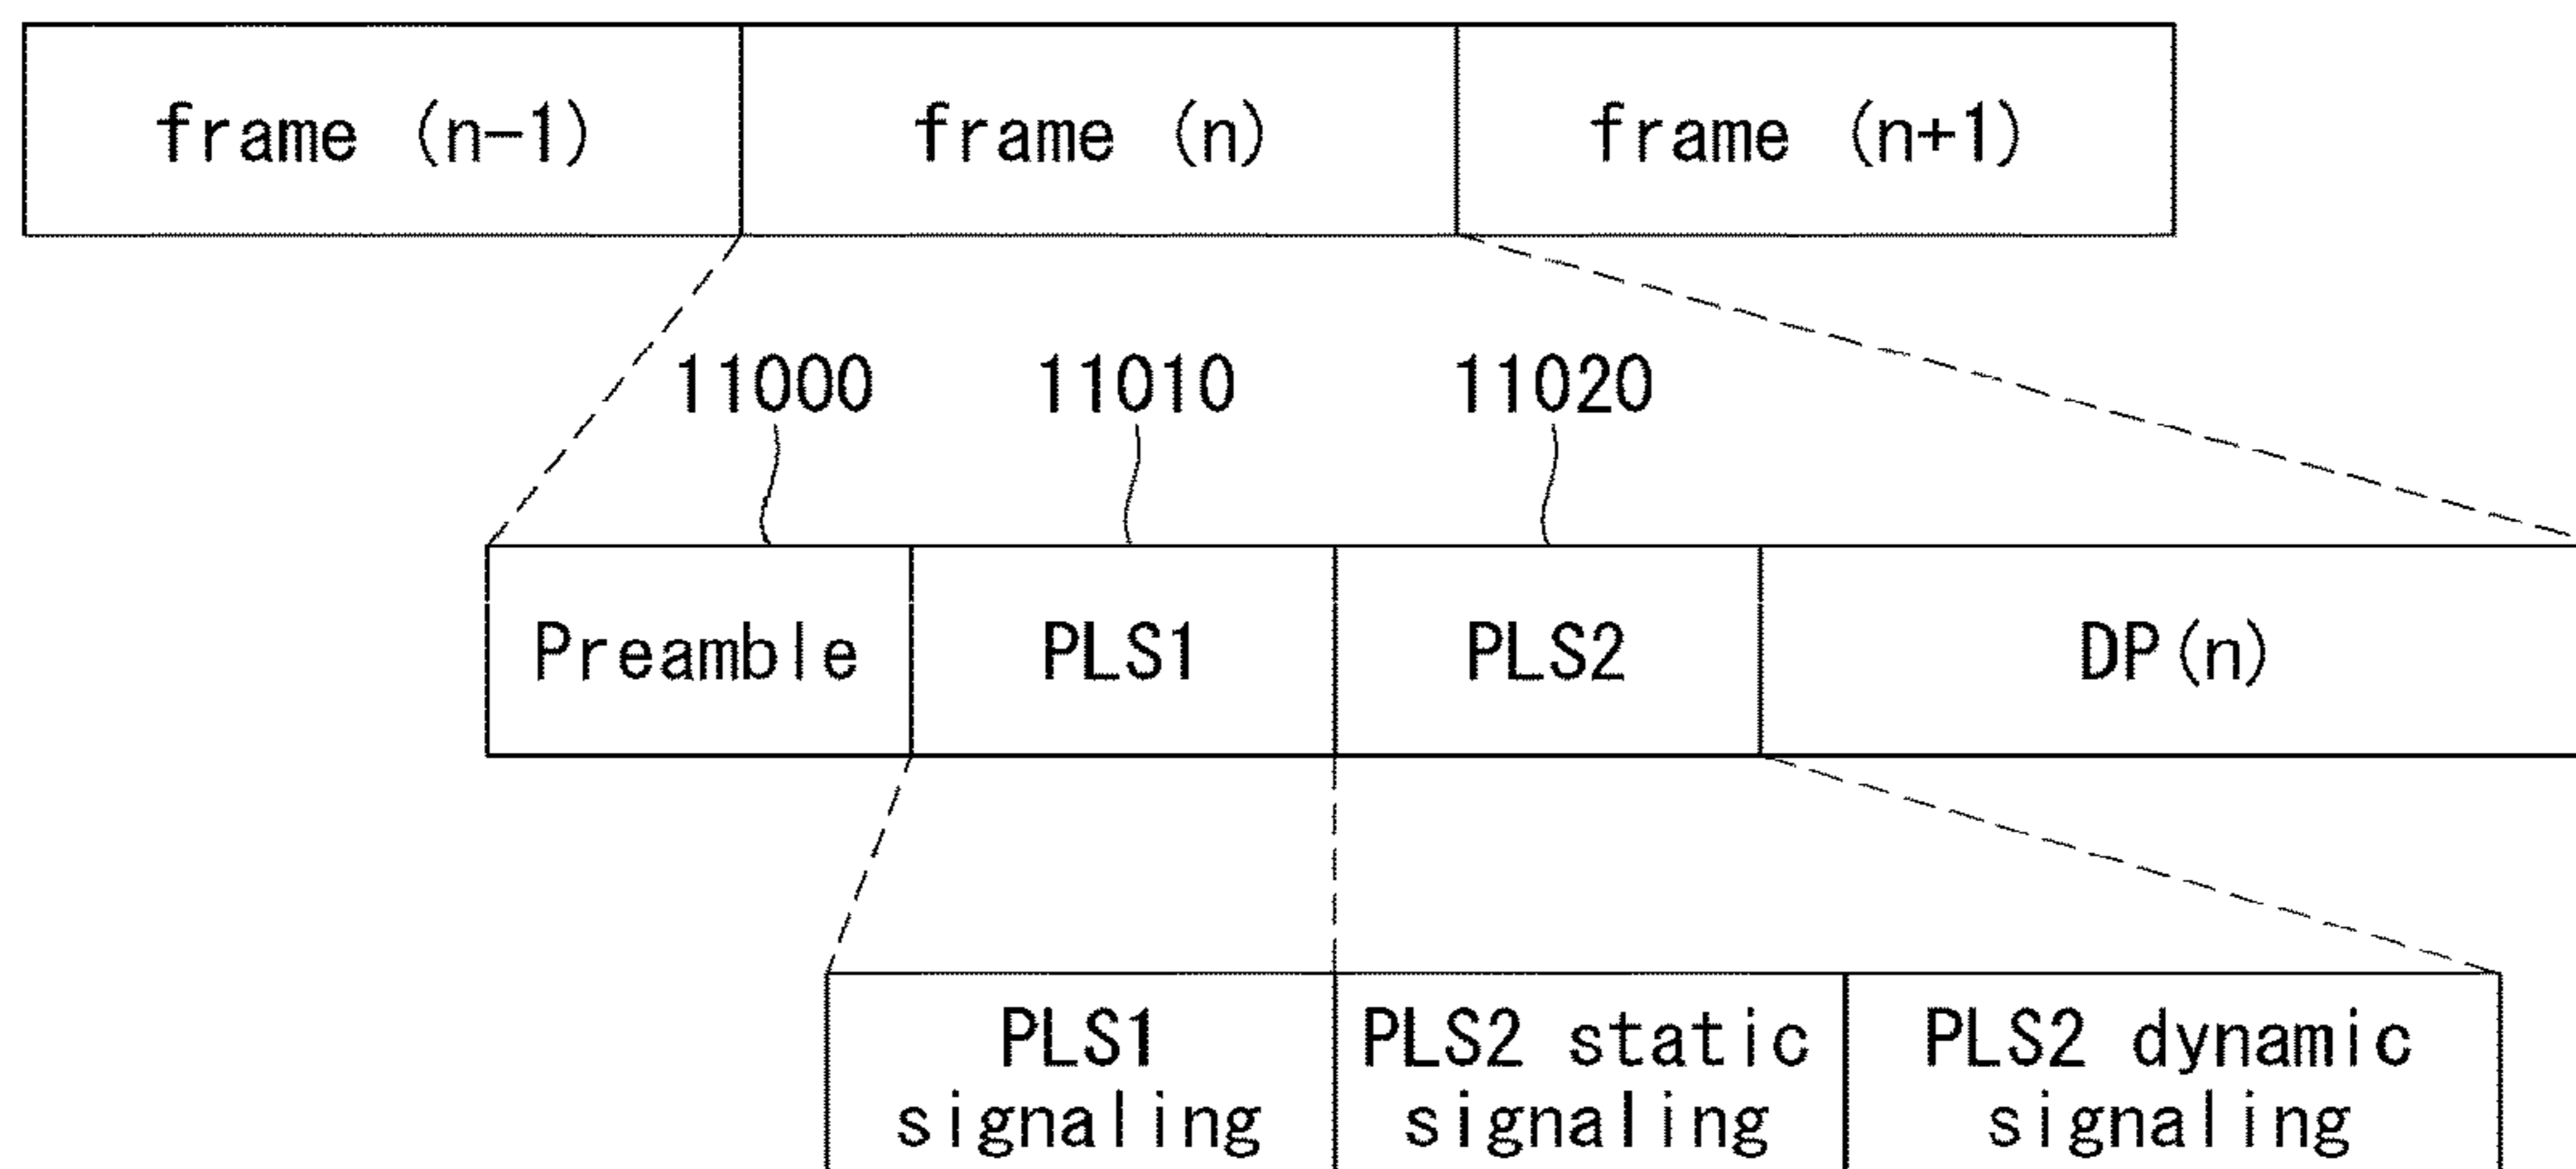 frame (n-1)
frame (n)
frame (n+1)
11000
11010
11020
Preamble
PLS1
PLS2
DP(n)
PLS1
signaling
PLS2 static
signaling
PLS2 dynamic
signaling